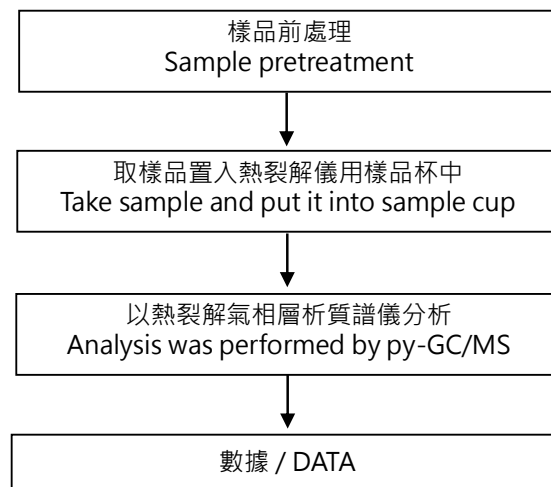 樣品前處理
Sample pretreatment
取樣品置入熱裂解儀用樣品杯中
Take sample and put it into sample cup
以熱裂解氣相層析質譜儀分析
Analysis was performed by py-GC/MS
數據 / DATA